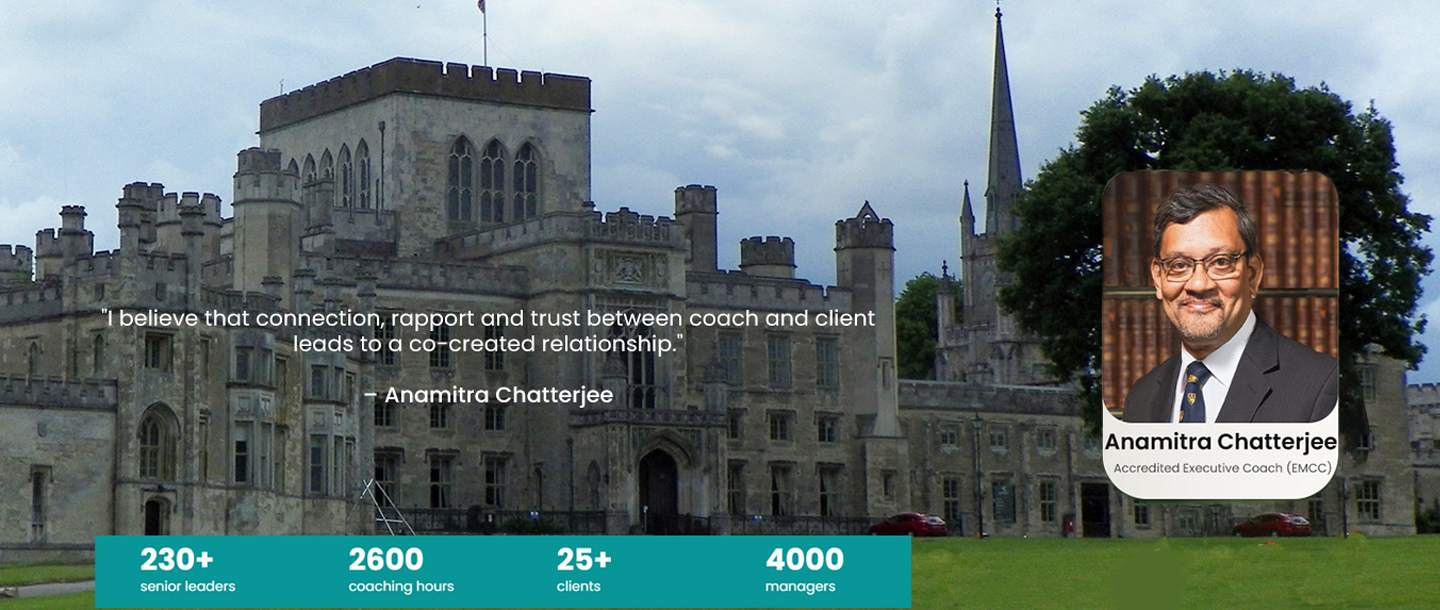 "I believe that connection, rapport and trust between coach and client
leads to a co-created relationship."
– Anamitra Chatterjee
Anamitra Chatterjee
Accredited Executive Coach (EMCC)
230+
senior leaders
2600
coaching hours
25+
clients
4000
managers